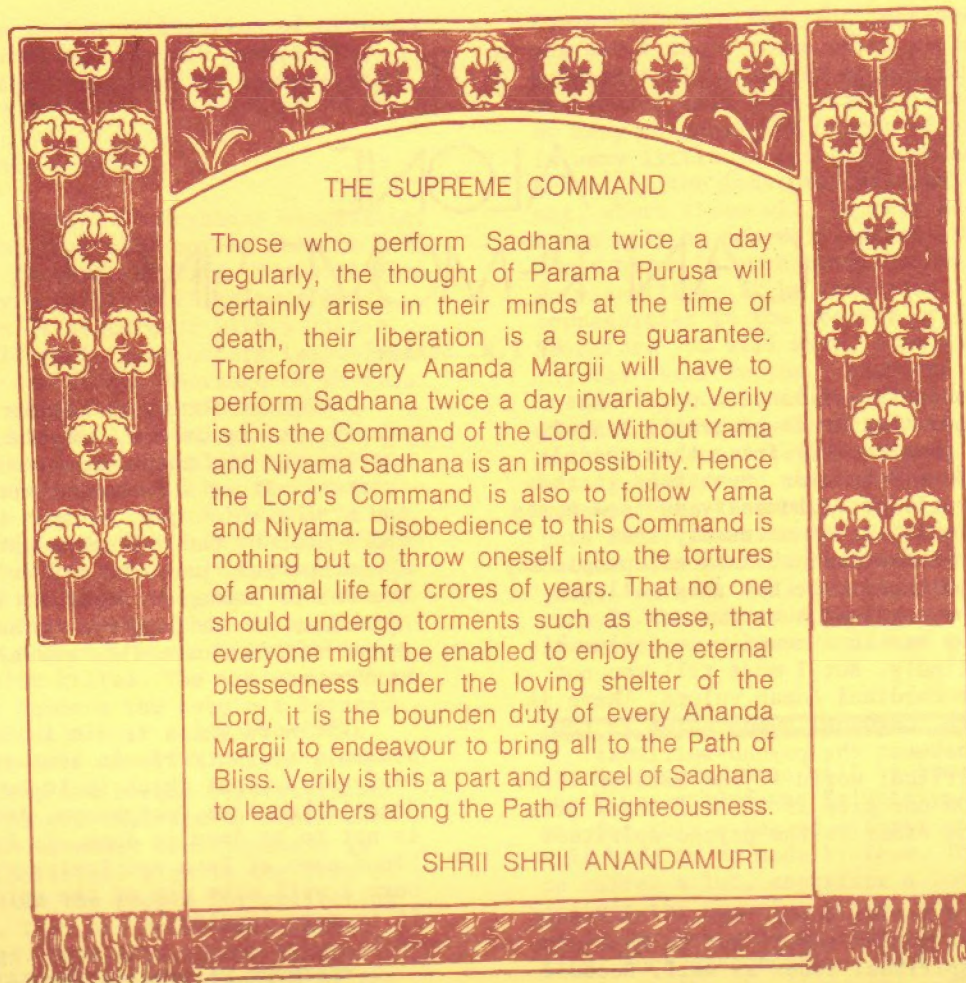 THE SUPREME COMMAND
Those who perform Sadhana twice a day
regularly, the thought of Parama Purusa will
certainly arise in their minds at the time of
death, their liberation is a sure guarantee.
Therefore every Ananda Margii will have to
perform Sadhana twice a day invariably. Verily
is this the Command of the Lord. Without Yama
and Niyama Sadhana is an impossibility. Hence
the Lord's Command is also to follow Yama
and Niyama. Disobedience to this Command is
nothing but to throw oneself into the tortures
of animal life for crores of years. That no one
should undergo torments such as these, that
everyone might be enabled to enjoy the eternal
blessedness under the loving shelter of the
Lord, it is the bounden duty of every Ananda
Margii to endeavour to bring all to the Path of
Bliss. Verily is this a part and parcel of Sadhana
to lead others along the Path of Righteousness.
SHRII SHRII ANANDAMURTI